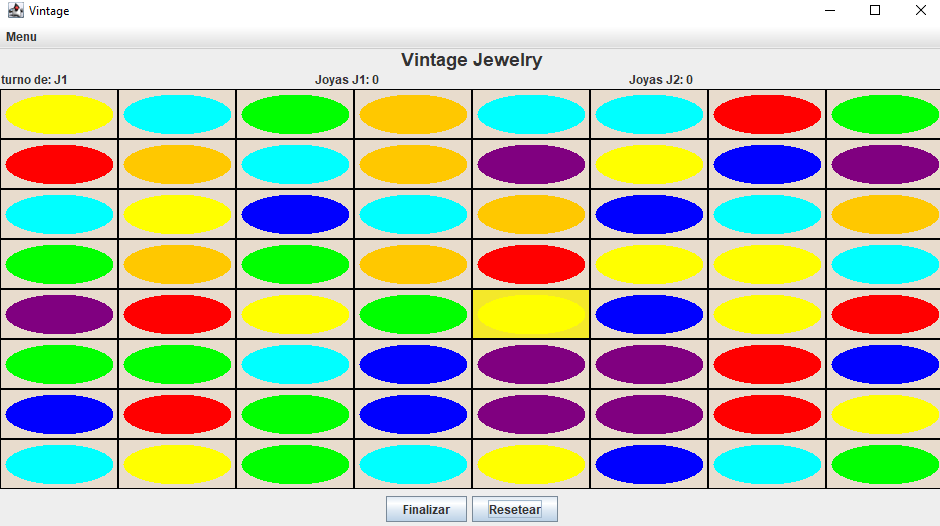 Vintage
Menu
Vintage Jewelry
turno de: J1 Joyas J1: 0 Joyas J2: 0
Finalizar Resetear